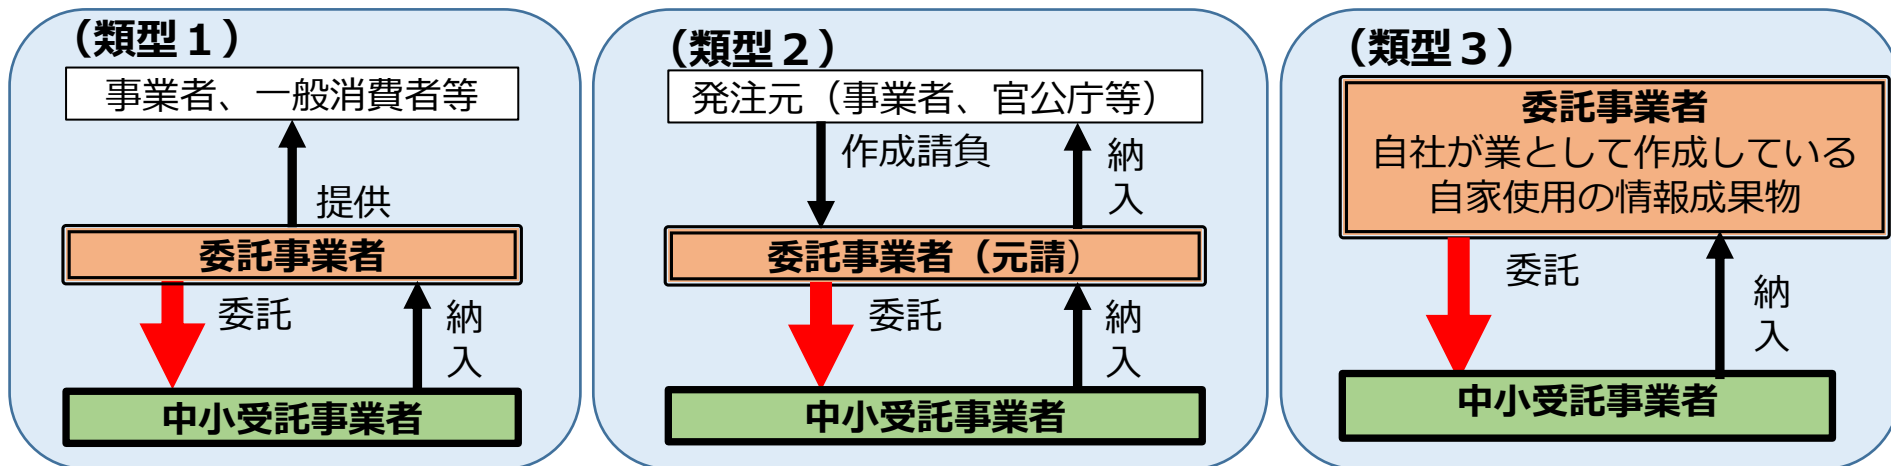 （類型１）
事業者、一般消費者等
提供
委託事業者
委託
納
入
中小受託事業者
（類型２）
発注元（事業者、官公庁等）
作成請負
納
入
委託事業者（元請）
委託
納
入
中小受託事業者
（類型３）
委託事業者
自社が業として作成している
自家使用の情報成果物
委託
納
入
中小受託事業者